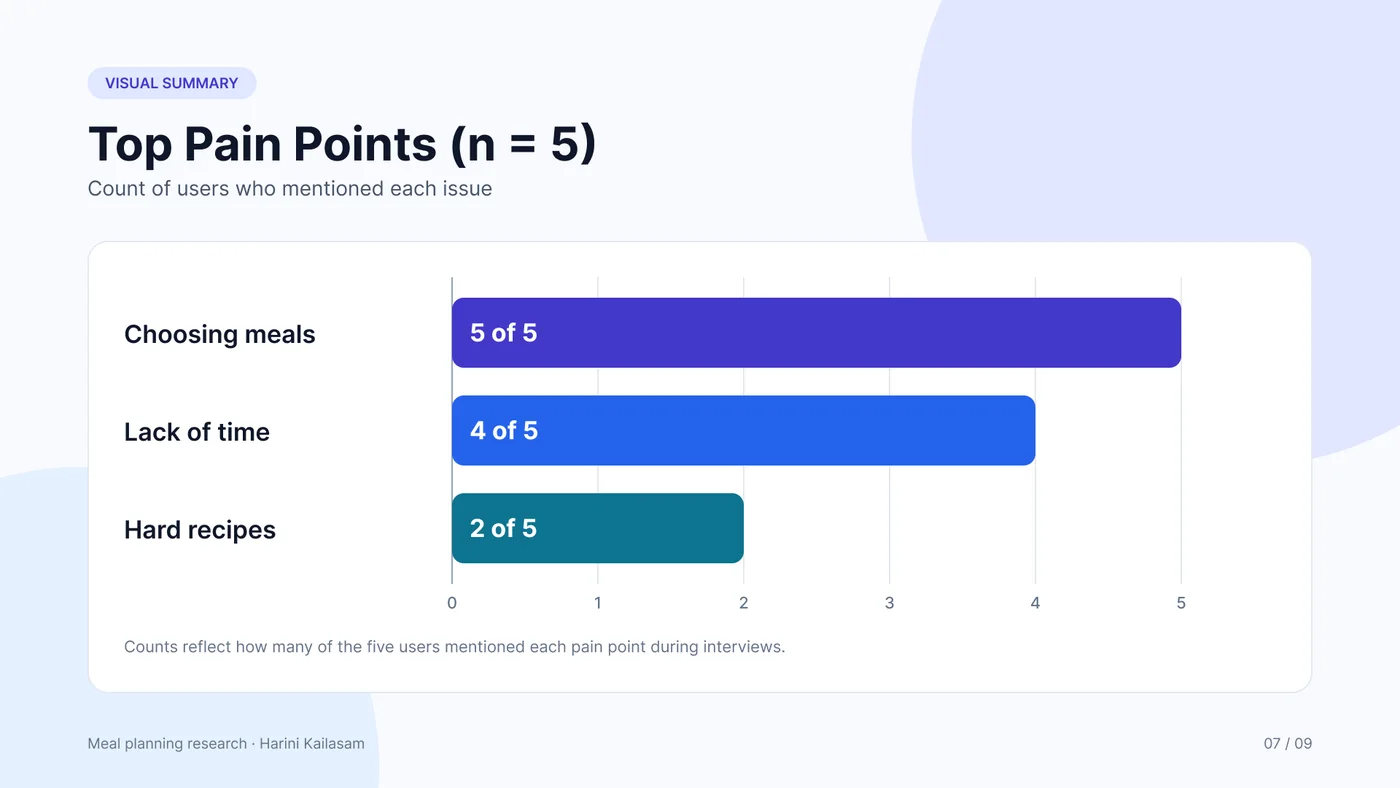 VISUAL SUMMARY
Top Pain Points (n = 5)
Count of users who mentioned each issue
Choosing meals
5 of 5
Lack of time
4 of 5
Hard recipes
2 of 5
0 1 2 3 4 5
Counts reflect how many of the five users mentioned each pain point during interviews.
Meal planning research · Harini Kailasam
07 / 09